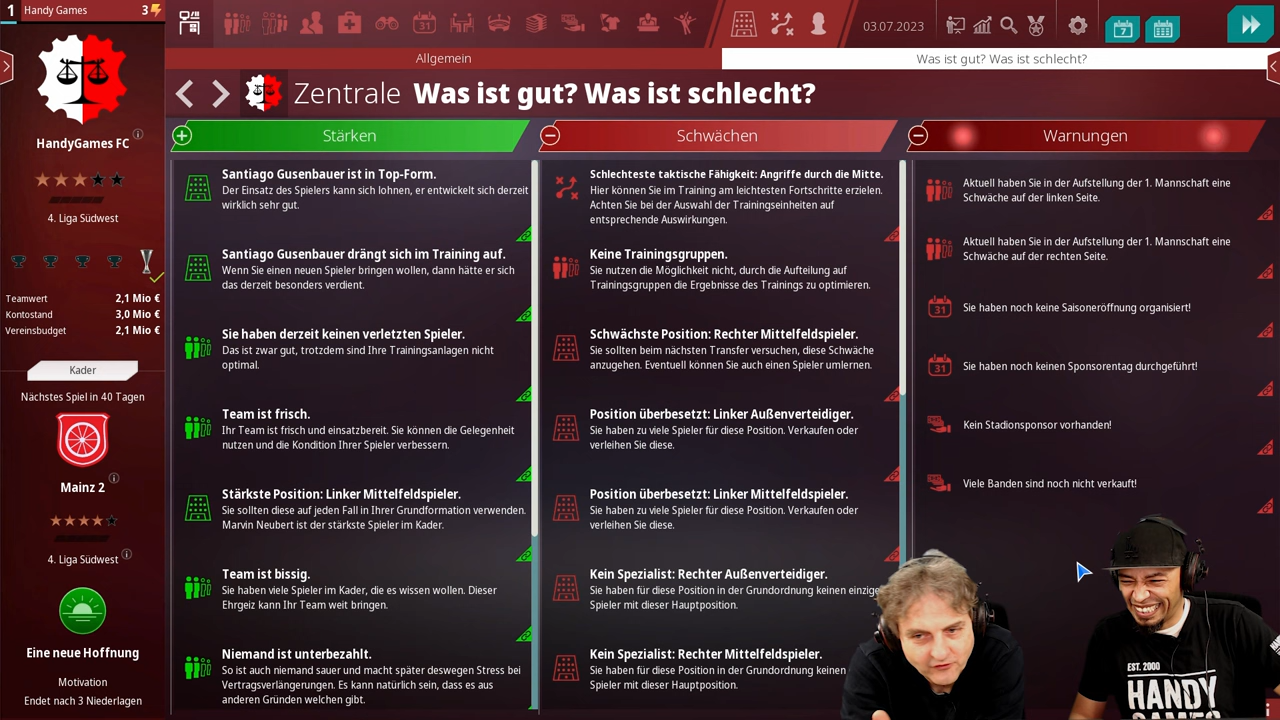 1 Handy Games 3
HandyGames FC
4. Liga Südwest
Teamwert 2,1 Mio €
Kontostand 3,0 Mio €
Vereinsbudget 2,1 Mio €
Kader
Nächstes Spiel in 40 Tagen
Mainz 2
4. Liga Südwest
Eine neue Hoffnung
Motivation
Endet nach 3 Niederlagen
31
03.07.2023
7
Allgemein
Was ist gut? Was ist schlecht?
Zentrale Was ist gut? Was ist schlecht?
Stärken
Santiago Gusenbauer ist in Top-Form.
Der Einsatz des Spielers kann sich lohnen, er entwickelt sich derzeit
wirklich sehr gut.
Santiago Gusenbauer drängt sich im Training auf.
Wenn Sie einen neuen Spieler bringen wollen, dann hätte er sich
das derzeit besonders verdient.
Sie haben derzeit keinen verletzten Spieler.
Das ist zwar gut, trotzdem sind Ihre Trainingsanlagen nicht
optimal.
Team ist frisch.
Ihr Team ist frisch und einsatzbereit. Sie können die Gelegenheit
nutzen und die Kondition Ihrer Spieler verbessern.
Stärkste Position: Linker Mittelfeldspieler.
Sie sollten diese auf jeden Fall in Ihrer Grundformation verwenden.
Marvin Neubert ist der stärkste Spieler im Kader.
Team ist bissig.
Sie haben viele Spieler im Kader, die es wissen wollen. Dieser
Ehrgeiz kann Ihr Team weit bringen.
Niemand ist unterbezahlt.
So ist auch niemand sauer und macht später deswegen Stress bei
Vertragsverlängerungen. Es kann natürlich sein, dass es aus
anderen Gründen welchen gibt.
Schwächen
Schlechteste taktische Fähigkeit: Angriffe durch die Mitte.
Hier können Sie im Training am leichtesten Fortschritte erzielen.
Achten Sie bei der Auswahl der Trainingseinheiten auf
entsprechende Auswirkungen.
Keine Trainingsgruppen.
Sie nutzen die Möglichkeit nicht, durch die Aufteilung auf
Trainingsgruppen die Ergebnisse des Trainings zu optimieren.
Schwächste Position: Rechter Mittelfeldspieler.
Sie sollten beim nächsten Transfer versuchen, diese Schwäche
anzugehen. Eventuell können Sie auch einen Spieler umlernen.
Position überbesetzt: Linker Außenverteidiger.
Sie haben zu viele Spieler für diese Position. Verkaufen oder
verleihen Sie diese.
Position überbesetzt: Linker Mittelfeldspieler.
Sie haben zu viele Spieler für diese Position. Verkaufen oder
verleihen Sie diese.
Kein Spezialist: Rechter Außenverteidiger.
Sie haben für diese Position in der Grundordnung keinen einzige
Spieler mit dieser Hauptposition.
Kein Spezialist: Rechter Mittelfeldspieler.
Sie haben für diese Position in der Grundordnung keinen
Spieler mit dieser Hauptposition.
Warnungen
Aktuell haben Sie in der Aufstellung der 1. Mannschaft eine
Schwäche auf der linken Seite.
Aktuell haben Sie in der Aufstellung der 1. Mannschaft eine
Schwäche auf der rechten Seite.
31 Sie haben noch keine Saisoneröffnung organisiert!
31 Sie haben noch keinen Sponsorentag durchgeführt!
Kein Stadionsponsor vorhanden!
Viele Banden sind noch nicht verkauft!
EST. 2000
HANDY
GAMES